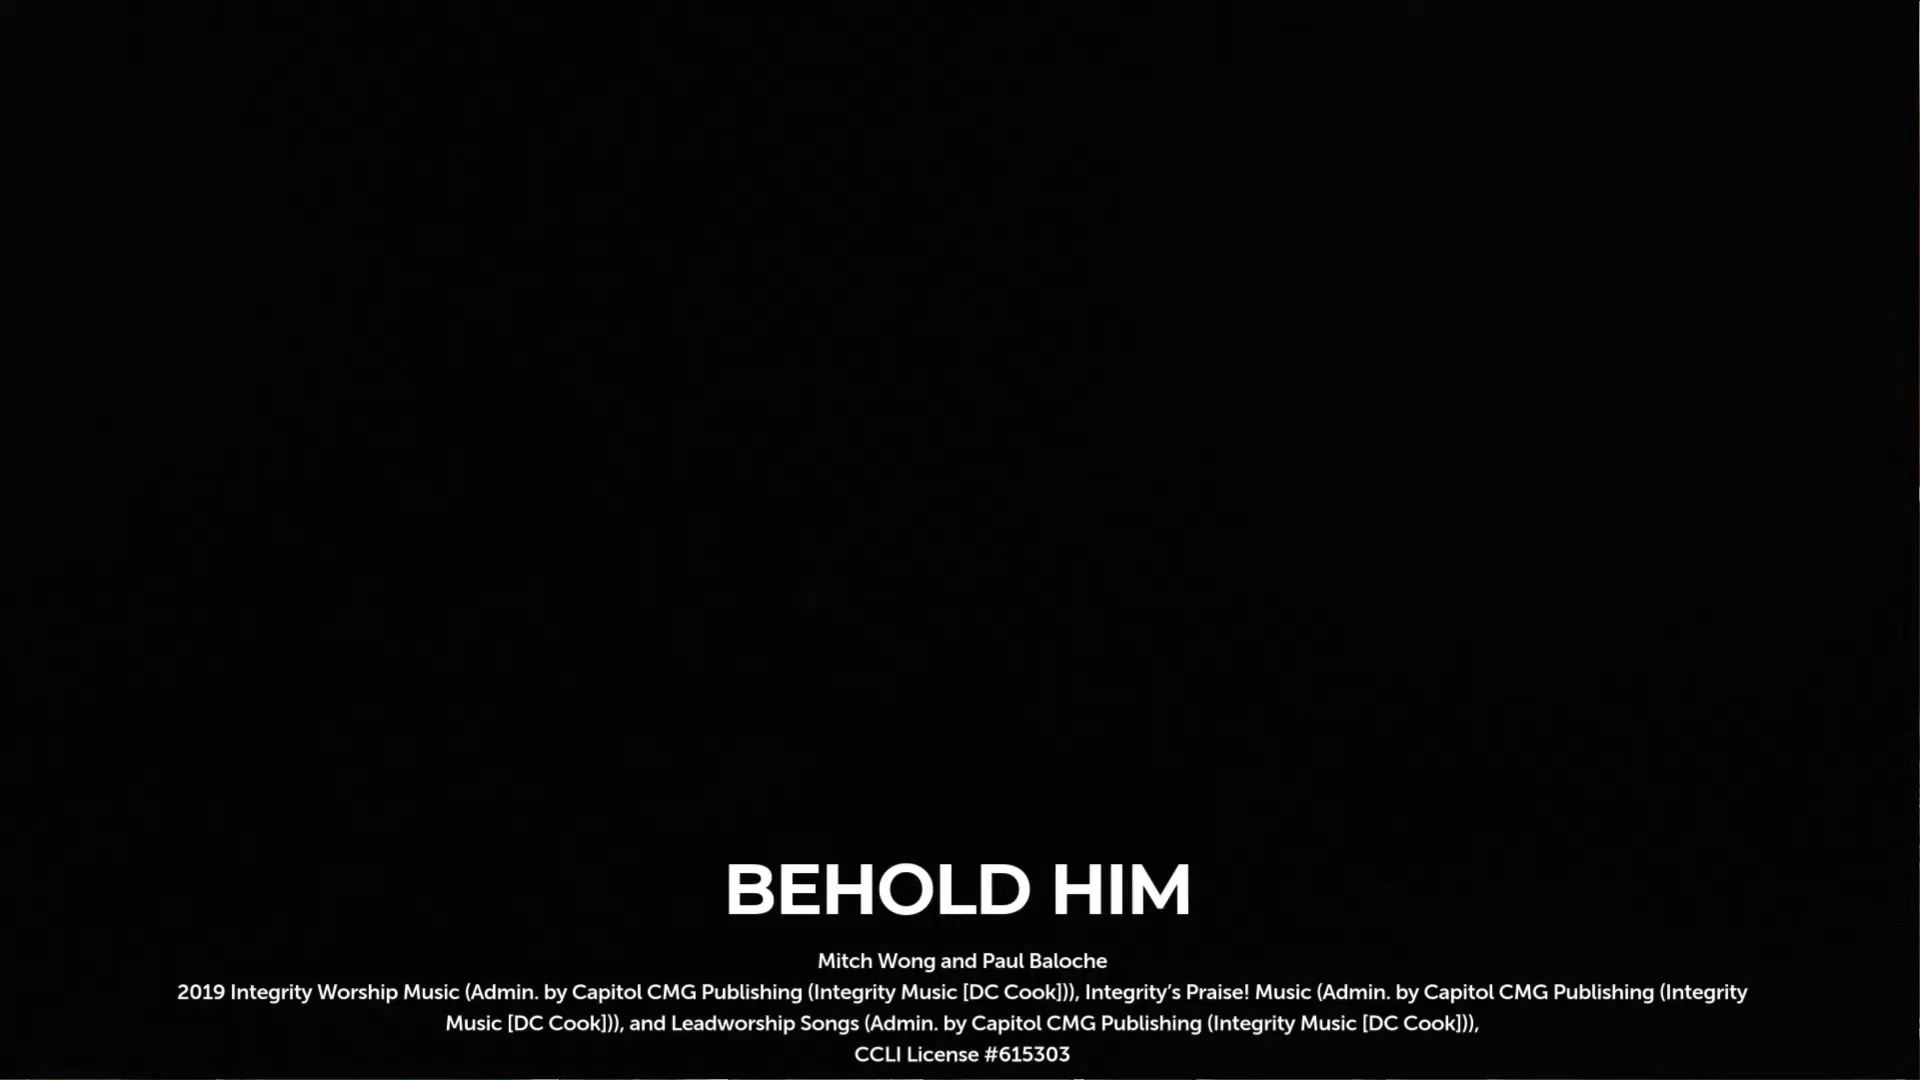 BEHOLD HIM
Mitch Wong and Paul Baloche
2019 Integrity Worship Music (Admin. by Capitol CMG Publishing (Integrity Music [DC Cook])), Integrity’s Praise! Music (Admin. by Capitol CMG Publishing (Integrity
Music [DC Cook])), and Leadworship Songs (Admin. by Capitol CMG Publishing (Integrity Music [DC Cook])),
CCLI License #615303